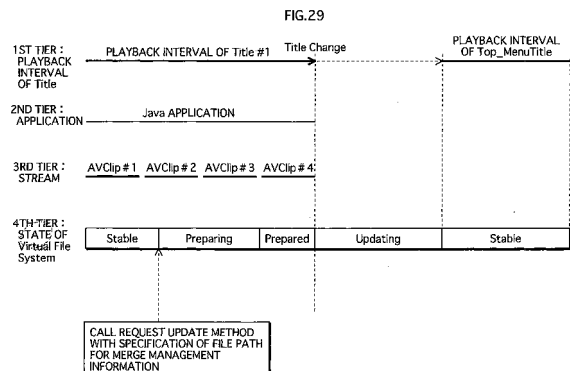 FIG.29
1ST TIER :
PLAYBACK
INTERVAL
OF Title
PLAYBACK INTERVAL OF Title #1
Title Change
PLAYBACK INTERVAL
OF Top_MenuTitle
2ND TIER :
APPLICATION
Java APPLICATION
3RD TIER :
STREAM
AVClip # 1 AVClip # 2 AVClip # 3 AVClip # 4
4TH TIER :
STATE OF
Virtual File
System
Stable Preparing Prepared Updating Stable
CALL REQUEST UPDATE METHOD
WITH SPECIFICATION OF FILE PATH
FOR MERGE MANAGEMENT
INFORMATION